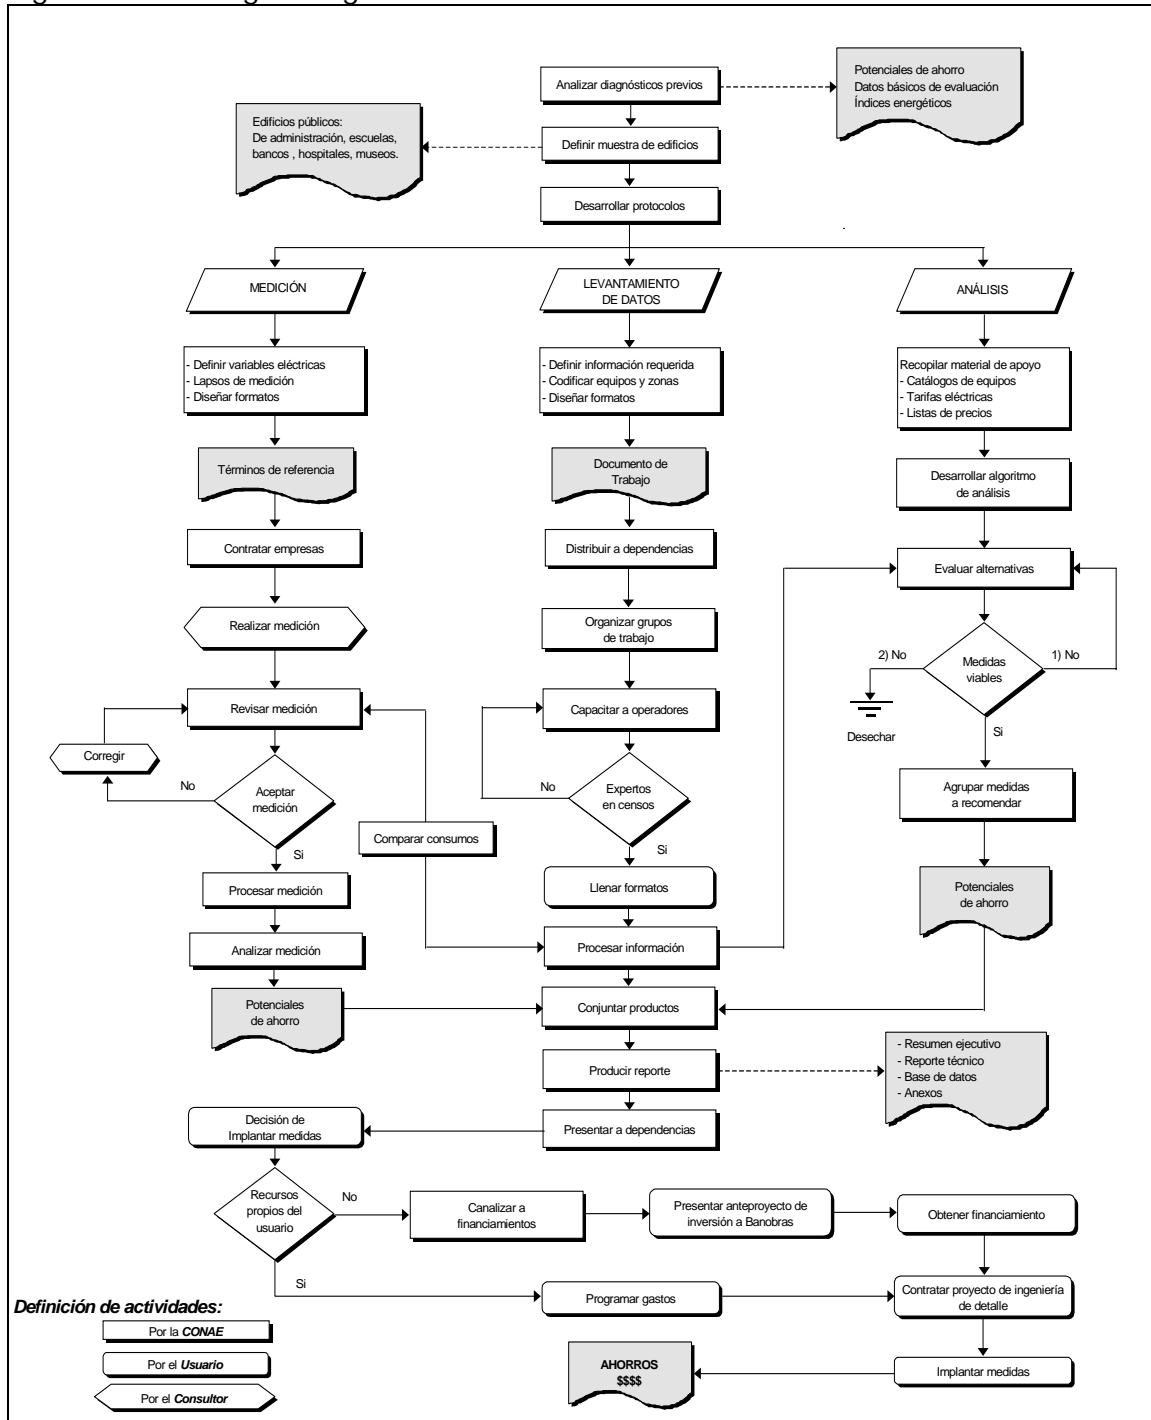 Analizar diagnósticos previos
Potenciales de ahorro
Datos básicos de evaluación
Índices energéticos
Edificios públicos:
De administración, escuelas,
bancos , hospitales, museos.
Definir muestra de edificios
Desarrollar protocolos
MEDICIÓN
LEVANTAMIENTO
DE DATOS
ANÁLISIS
- Definir variables eléctricas
- Lapsos de medición
- Diseñar formatos
- Definir información requerida
- Codificar equipos y zonas
- Diseñar formatos
Recopilar material de apoyo
- Catálogos de equipos
- Tarifas eléctricas
- Listas de precios
Términos de referencia
Documento de
Trabajo
Desarrollar algoritmo
de análisis
Contratar empresas
Distribuir a dependencias
Evaluar alternativas
Realizar medición
Organizar grupos
de trabajo
2) No
Medidas
viables
1) No
Revisar medición
Capacitar a operadores
Desechar
Si
Corregir
No
Aceptar
medición
No
Expertos
en censos
Agrupar medidas
a recomendar
Comparar consumos
Si
Si
Procesar medición
Llenar formatos
Potenciales
de ahorro
Analizar medición
Procesar información
Potenciales
de ahorro
Conjuntar productos
Producir reporte
- Resumen ejecutivo
- Reporte técnico
- Base de datos
- Anexos
Decisión de
Implantar medidas
Presentar a dependencias
Recursos
propios del
usuario
No
Canalizar a
financiamientos
Presentar anteproyecto de
inversión a Banobras
Obtener financiamiento
Si
Programar gastos
Contratar proyecto de ingeniería
de detalle
Definición de actividades:
Por la CONAE
Por el Usuario
Por el Consultor
AHORROS
$$$$
Implantar medidas